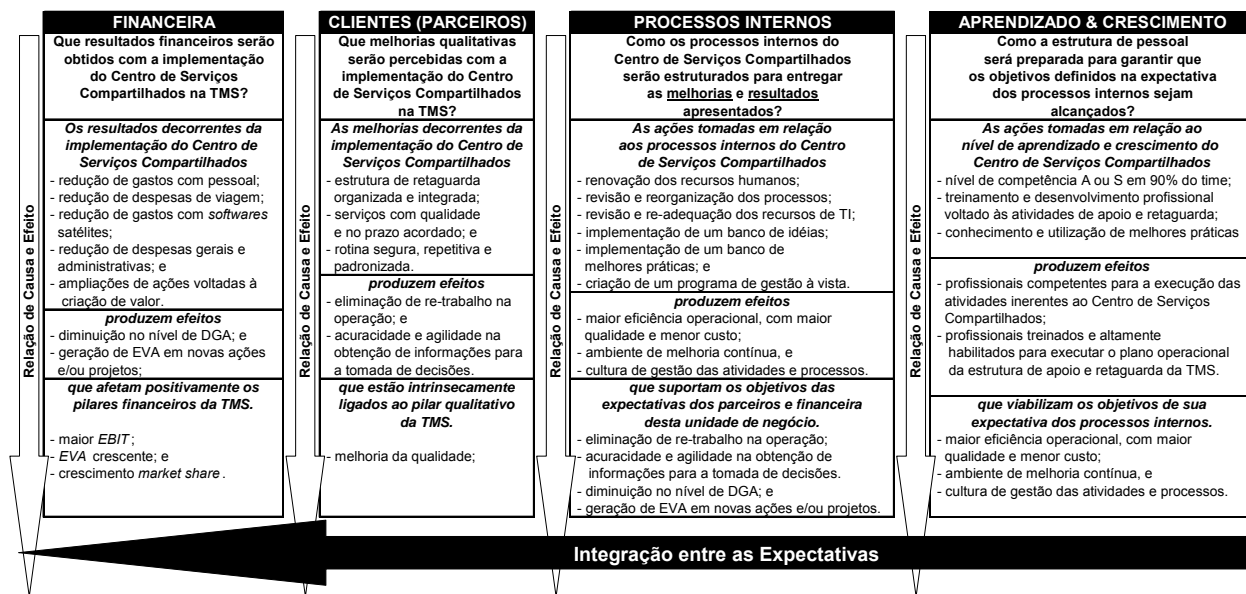 FINANCEIRA
Relação de Causa e Efeito
Que resultados financeiros serão
obtidos com a implementação
do Centro de Serviços
Compartilhados na TMS?
Os resultados decorrentes da
implementação do Centro de
Serviços Compartilhados
- redução de gastos com pessoal;
- redução de despesas de viagem;
- redução de gastos com softwares
satélites;
- redução de despesas gerais e
administrativas; e
- ampliações de ações voltadas à
criação de valor.
produzem efeitos
- diminuição no nível de DGA; e
- geração de EVA em novas ações
e/ou projetos;
que afetam positivamente os
pilares financeiros da TMS.
- maior EBIT;
- EVA crescente; e
- crescimento market share.
CLIENTES (PARCEIROS)
Relação de Causa e Efeito
Que melhorias qualitativas
serão percebidas com a
implementação do Centro
de Serviços Compartilhados
na TMS?
As melhorias decorrentes da
implementação do Centro de
Serviços Compartilhados
- estrutura de retaguarda
organizada e integrada;
- serviços com qualidade
e no prazo acordado; e
- rotina segura, repetitiva e
padronizada.
produzem efeitos
- eliminação de re-trabalho na
operação; e
- acuracidade e agilidade na
obtenção de informações para
a tomada de decisões.
que estão intrinsecamente
ligados ao pilar qualitativo
da TMS.
- melhoria da qualidade;
PROCESSOS INTERNOS
Relação de Causa e Efeito
Como os processos internos do
Centro de Serviços Compartilhados
serão estruturados para entregar
as melhorias e resultados
apresentados?
As ações tomadas em relação
aos processos internos do Centro
de Serviços Compartilhados
- renovação dos recursos humanos;
- revisão e reorganização dos processos;
- revisão e re-adequação dos recursos de TI;
- implementação de um banco de idéias;
- implementação de um banco de
melhores práticas; e
- criação de um programa de gestão à vista.
produzem efeitos
- maior eficiência operacional, com maior
qualidade e menor custo;
- ambiente de melhoria contínua, e
- cultura de gestão das atividades e processos.
que suportam os objetivos das
expectativas dos parceiros e financeira
desta unidade de negócio.
- eliminação de re-trabalho na operação;
- acuracidade e agilidade na obtenção de
informações para a tomada de decisões.
- diminuição no nível de DGA; e
- geração de EVA em novas ações e/ou projetos.
APRENDIZADO & CRESCIMENTO
Relação de Causa e Efeito
Como a estrutura de pessoal
será preparada para garantir que
os objetivos definidos na expectativa
dos processos internos sejam
alcançados?
As ações tomadas em relação ao
nível de aprendizado e crescimento do
Centro de Serviços Compartilhados
- nível de competência A ou S em 90% do time;
- treinamento e desenvolvimento profissional
voltado às atividades de apoio e retaguarda;
- conhecimento e utilização de melhores práticas
produzem efeitos
- profissionais competentes para a execução das
atividades inerentes ao Centro de Serviços
Compartilhados;
- profissionais treinados e altamente
habilitados para executar o plano operacional
da estrutura de apoio e retaguarda da TMS.
que viabilizam os objetivos de sua
expectativa dos processos internos.
- maior eficiência operacional, com maior
qualidade e menor custo;
- ambiente de melhoria contínua, e
- cultura de gestão das atividades e processos.
Integração entre as Expectativas